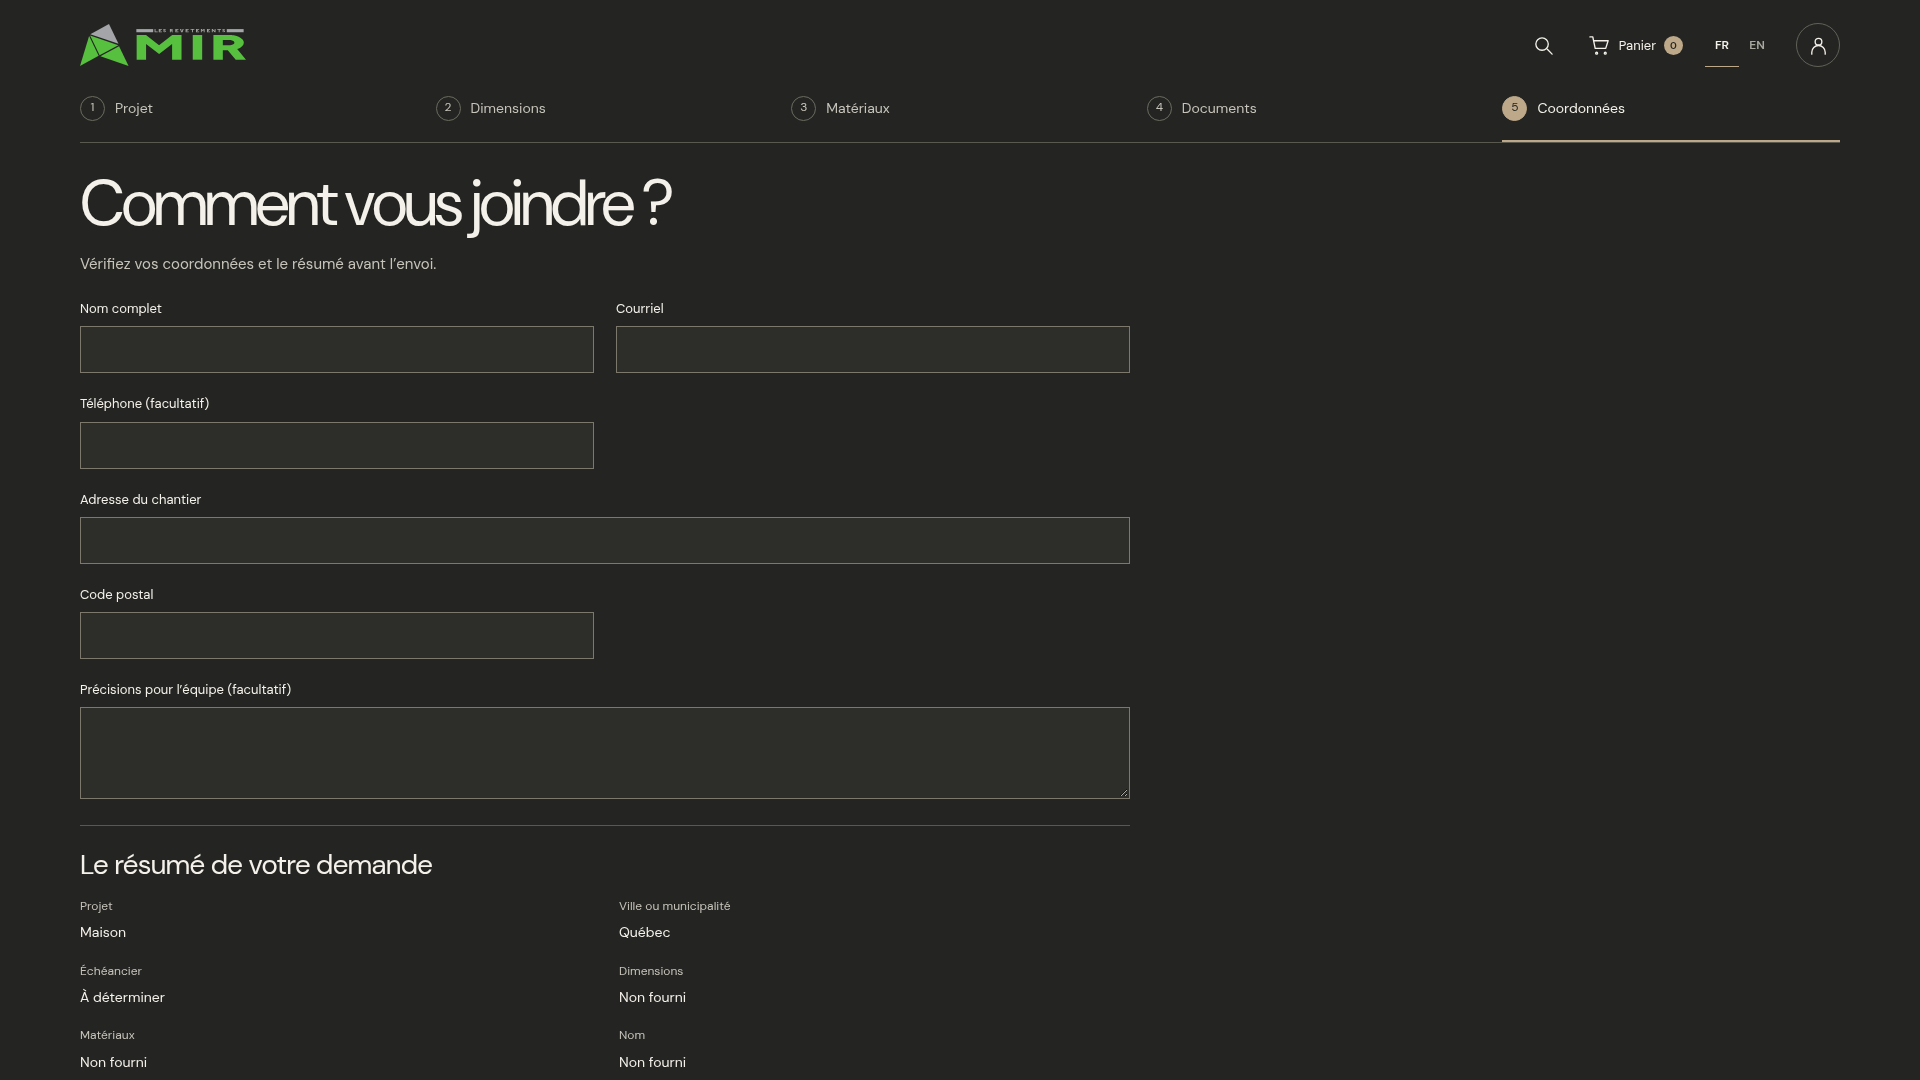 LES REVÊTEMENTS
MIR
Panier 0
FR EN
1 Projet
2 Dimensions
3 Matériaux
4 Documents
5 Coordonnées
Comment vous joindre ?
Vérifiez vos coordonnées et le résumé avant l’envoi.
Nom complet
Courriel
Téléphone (facultatif)
Adresse du chantier
Code postal
Précisions pour l’équipe (facultatif)
Le résumé de votre demande
Projet
Maison
Ville ou municipalité
Québec
Échéancier
À déterminer
Dimensions
Non fourni
Matériaux
Non fourni
Nom
Non fourni